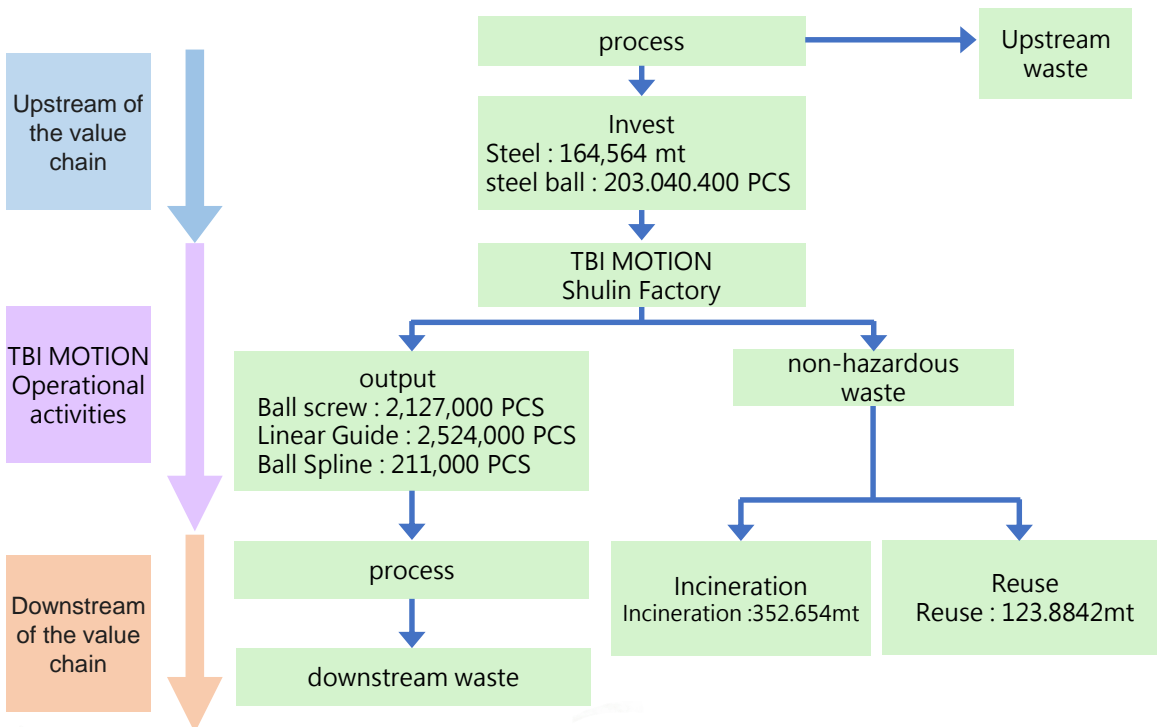 process
Upstream
waste
Upstream of
the value
chain
Invest
Steel : 164,564 mt
steel ball : 203.040.400 PCS
TBI MOTION
Shulin Factory
TBI MOTION
Operational
activities
output
Ball screw : 2,127,000 PCS
Linear Guide : 2,524,000 PCS
Ball Spline : 211,000 PCS
non-hazardous
waste
Downstream
of the value
chain
process
downstream waste
Incineration
Incineration :352.654mt
Reuse
Reuse : 123.8842mt